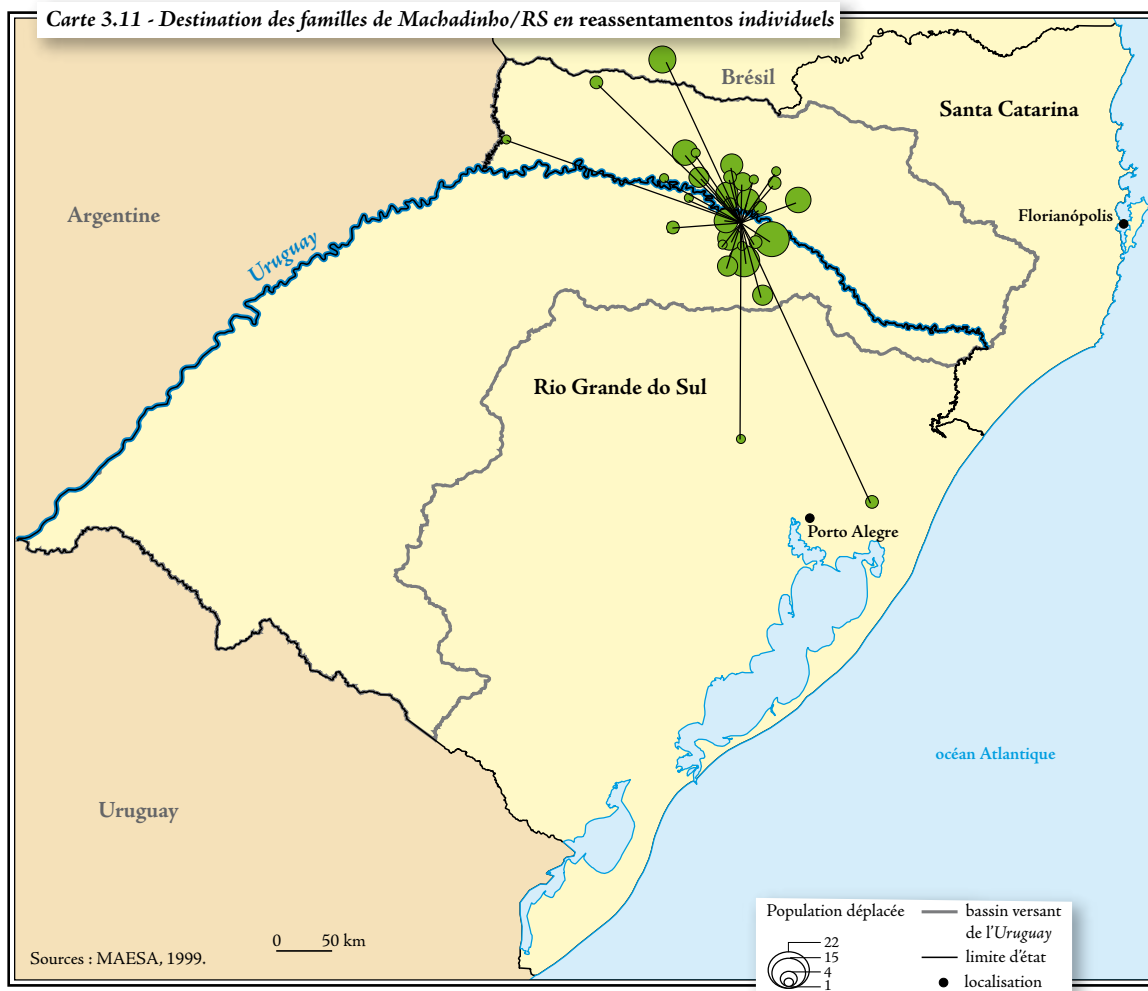 Carte 3.11 - Destination des familles de Machadinho/RS en reassentamentos individuels
Brésil
Santa Catarina
Argentine
Florianópolis
Uruguay
Rio Grande do Sul
Porto Alegre
océan Atlantique
Uruguay
0 50 km
Sources : MAESA, 1999.
Population déplacée
22
15
4
1
bassin versant
de l'Uruguay
limite d'état
localisation